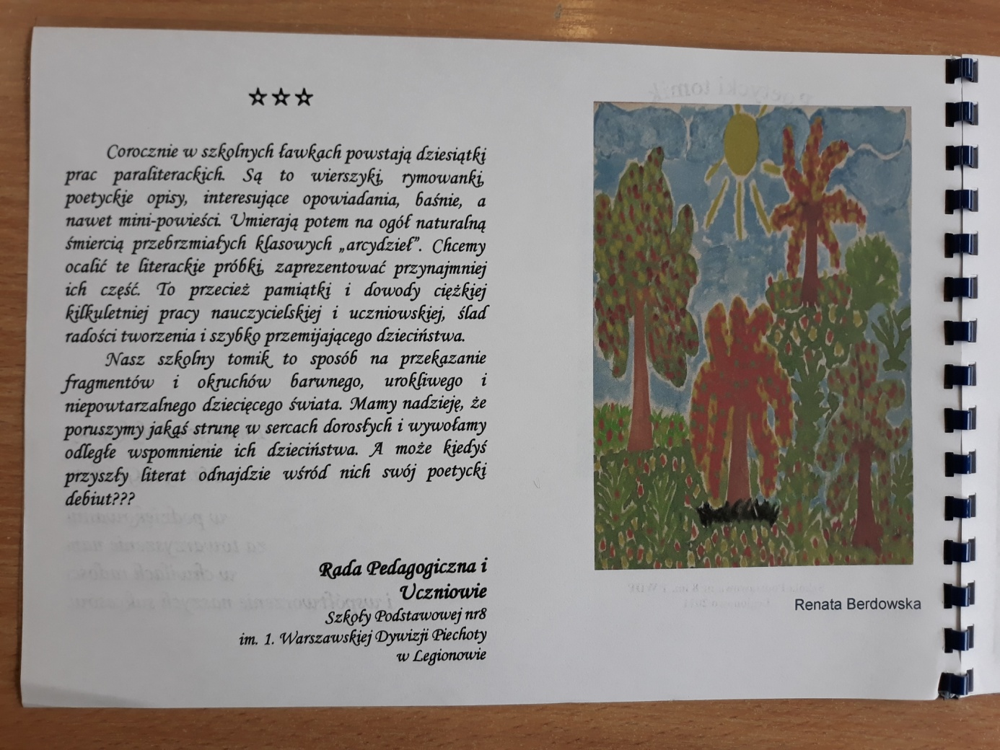 ☆☆☆
Corocznie w szkolnych ławkach powstają dziesiątki
prac paraliterackich. Są to wierszyki, rymowanki,
poetyckie opisy, interesujące opowiadania, baśnie, a
nawet mini-powieści. Umierają potem na ogół naturalną
śmiercią przebrzmiałych klasowych „arcydzieł”. Chcemy
ocalić te literackie próbki, zaprezentować przynajmniej
ich część. To przecież pamiątki i dowody ciężkiej
kilkuletniej pracy nauczycielskiej i uczniowskiej, ślad
radości tworzenia i szybko przemijającego dzieciństwa.
Nasz szkolny tomik to sposób na przekazanie
fragmentów i okruchów barwnego, urokliwego i
niepowtarzalnego dziecięcego świata. Mamy nadzieję, że
poruszymy jakąś strunę w sercach dorosłych i wywołamy
odległe wspomnienie ich dzieciństwa. A może kiedyś
przyszły literat odnajdzie wśród nich swój poetycki
debiut???
Rada Pedagogiczna i
Uczniowie
Szkoły Podstawowej nr8
im. 1. Warszawskiej Dywizji Piechoty
w Legionowie
Renata Berdowska